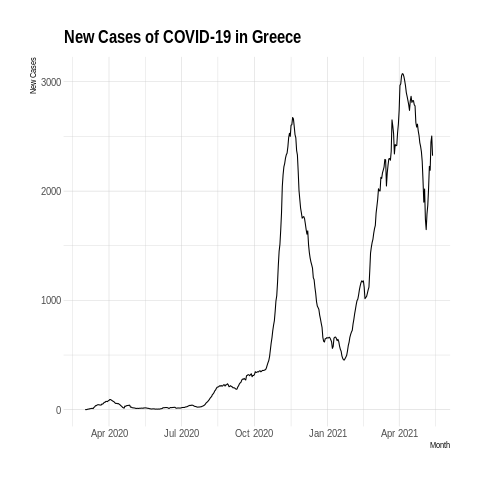 New Cases of COVID-19 in Greece
New Cases
3000
2000
1000
0
Apr 2020 Jul 2020 Oct 2020 Jan 2021 Apr 2021
Month